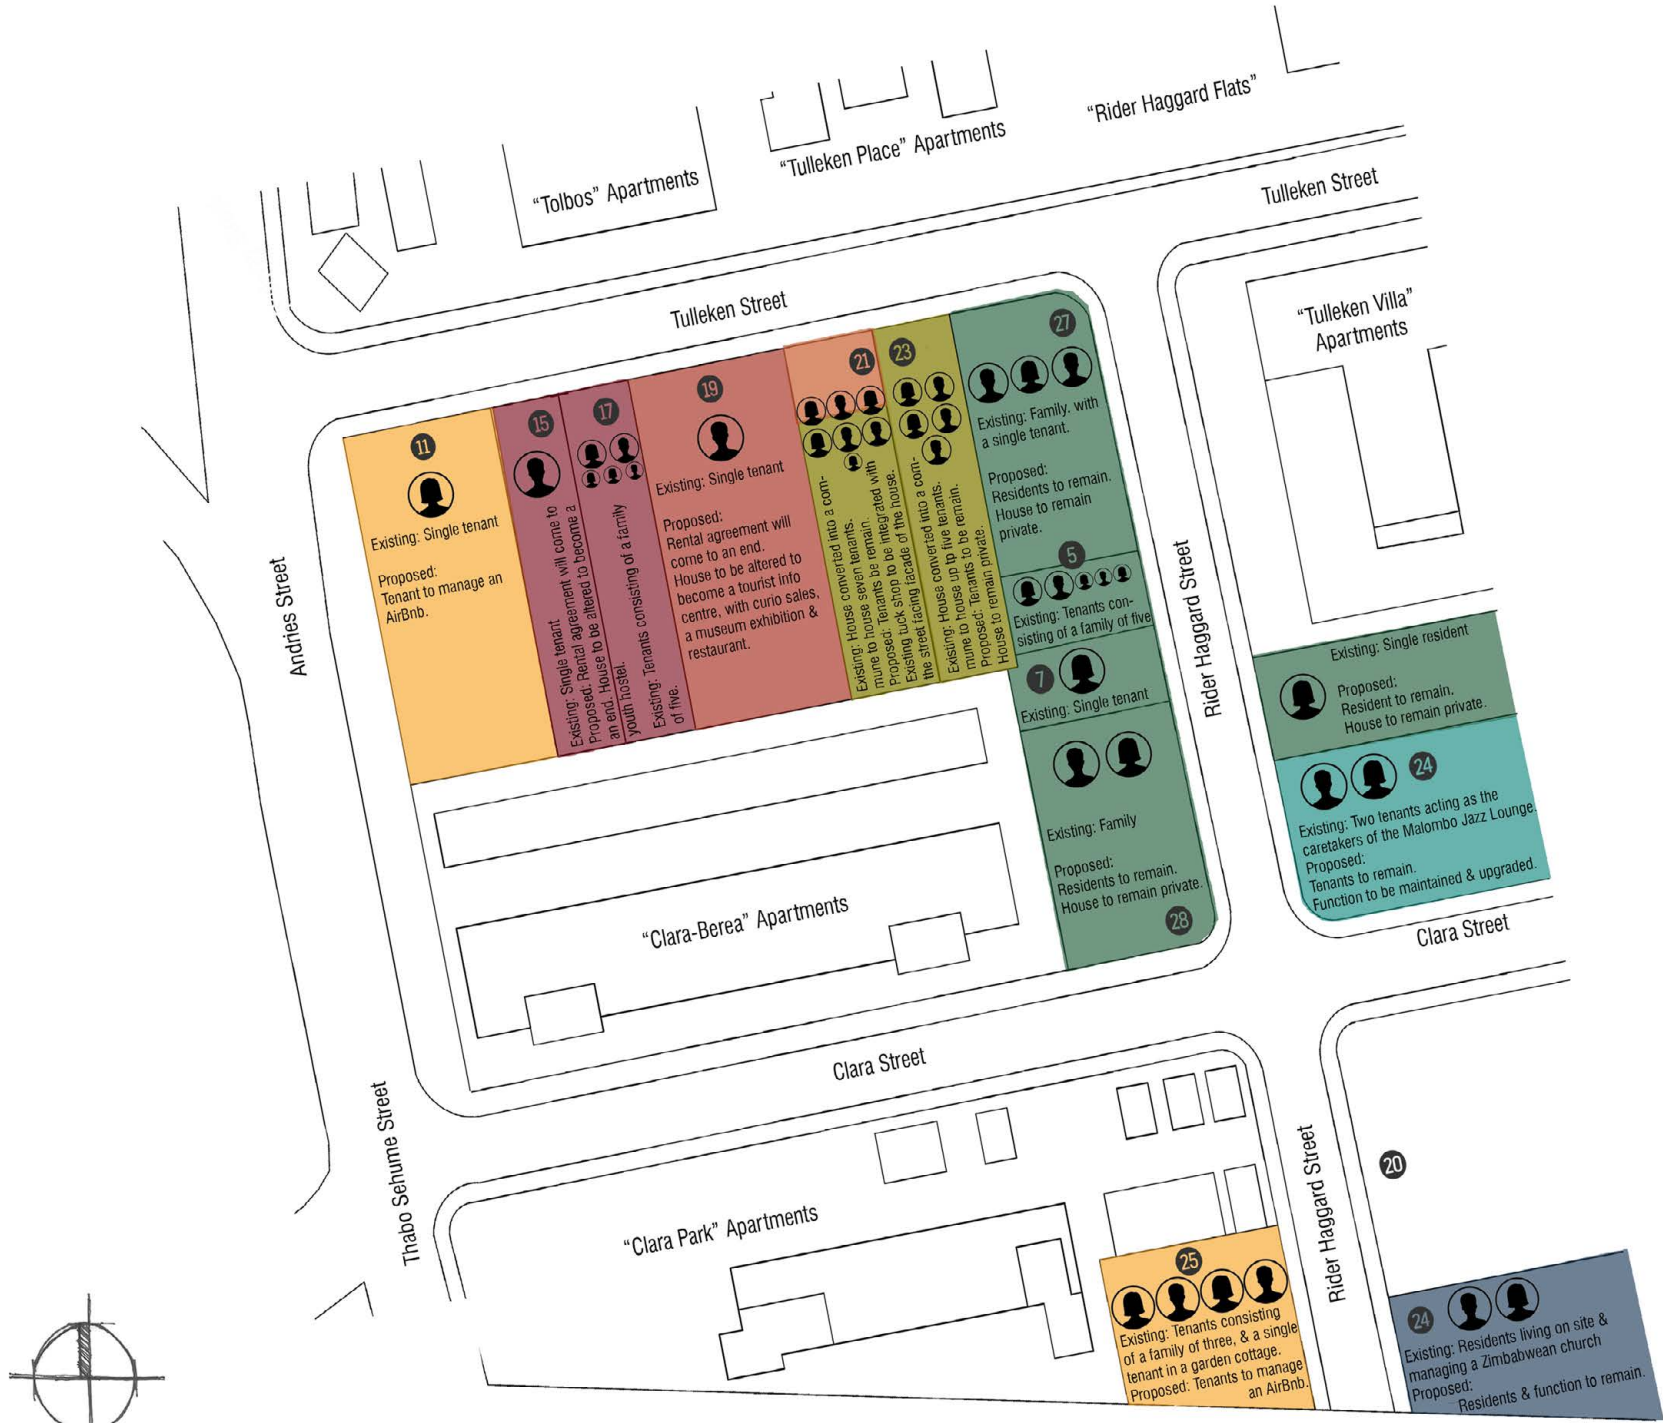 "Rider Haggard Flats"
"Tulleken Place" Apartments
"Tolbos" Apartments
Tulleken Street
Tulleken Street
"Tulleken Villa"
Apartments
Andries Street
11
Existing: Single tenant
Proposed:
Tenant to manage an
AirBnb.
15
Existing: Single tenant
Proposed: Rental agreement will come to
an end. House to be altered to become a
youth hostel.
17
Existing: Tenants consisting of a family
of five.
19
Existing: Single tenant
Proposed:
Rental agreement will
come to an end.
House to be altered to
become a tourist info
centre, with curio sales,
a museum exhibition &
restaurant.
21
Existing: House converted into a com-
mune to house seven tenants.
Proposed: Tenants be remain.
Existing tuck shop to be integrated with
the street facing facade of the house.
23
Existing: House converted into a com-
mune to house up to five tenants.
Proposed: Tenants to be remain.
House to remain private.
27
Existing: Family, with
a single tenant.
Proposed:
Residents to remain.
House to remain
private.
5
Existing: Tenants con-
sisting of a family of five
7
Existing: Single tenant
Existing: Family
Proposed:
Residents to remain.
House to remain private.
28
Rider Haggard Street
Existing: Single resident
Proposed:
Resident to remain.
House to remain private.
24
Existing: Two tenants acting as the
caretakers of the Malombo Jazz Lounge.
Proposed:
Tenants to remain.
Function to be maintained & upgraded.
Clara Street
"Clara-Berea" Apartments
Clara Street
Thabo Sehume Street
"Clara Park" Apartments
Rider Haggard Street
20
25
Existing: Tenants consisting
of a family of three, & a single
tenant in a garden cottage.
Proposed: Tenants to manage
an AirBnb.
24
Existing: Residents living on site &
managing a Zimbabwean church
Proposed:
Residents & function to remain.